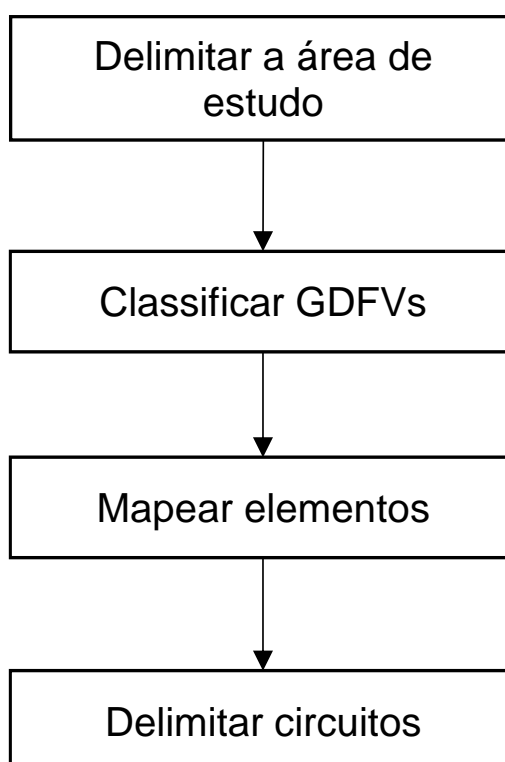 Delimitar a área de
estudo
Classificar GDFVs
Mapear elementos
Delimitar circuitos